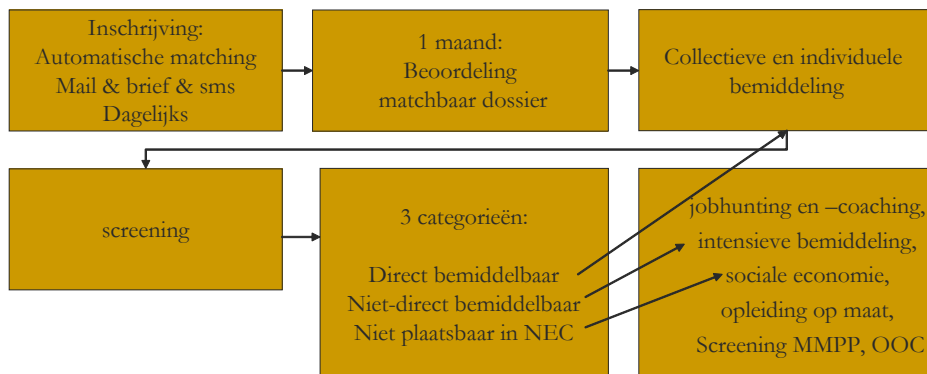 Inschrijving:
Automatische matching
Mail & brief & sms
Dagelijks
1 maand:
Beoordeling
matchbaar dossier
Collectieve en individuele
bemiddeling
screening
3 categorieën:
Direct bemiddelbaar
Niet-direct bemiddelbaar
Niet plaatsbaar in NEC
jobhunting en –coaching,
intensieve bemiddeling,
sociale economie,
opleiding op maat,
Screening MMPP, OOC